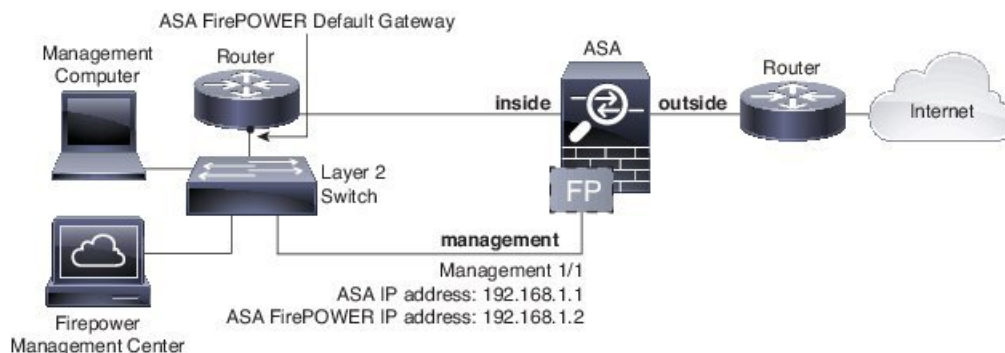 ASA FirePOWER Default Gateway
Management
Computer
Router
ASA
Router
inside
outside
Internet
Layer 2
Switch
FP
management
Management 1/1
ASA IP address: 192.168.1.1
ASA FirePOWER IP address: 192.168.1.2
Firepower
Management Center